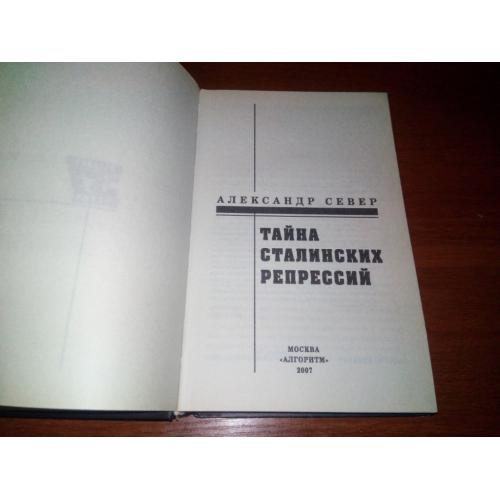 АЛЕКСАНДР СЕВЕР
ТАЙНА
СТАЛИНСКИХ
РЕПРЕССИЙ
МОСКВА
«АЛГОРИТМ»
2007